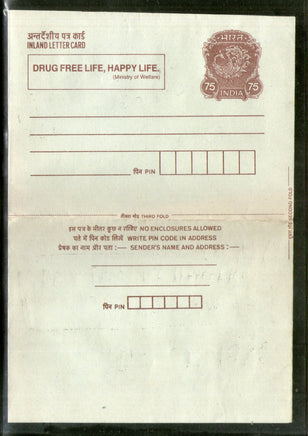 अन्तर्देशीय पत्र कार्ड
INLAND LETTER CARD
DRUG FREE LIFE, HAPPY LIFE.
(Ministry of Welfare)
भारत
75 75
INDIA
पिन PIN
SECOND FOLD
तीसरा मोड़ THIRD FOLD
इस पत्र के भीतर कुछ न रखिए NO ENCLOSURES ALLOWED
पते में पिन कोड लिखें WRITE PIN CODE IN ADDRESS
प्रेषक का नाम और पता :— SENDER'S NAME AND ADDRESS :—
पिन PIN